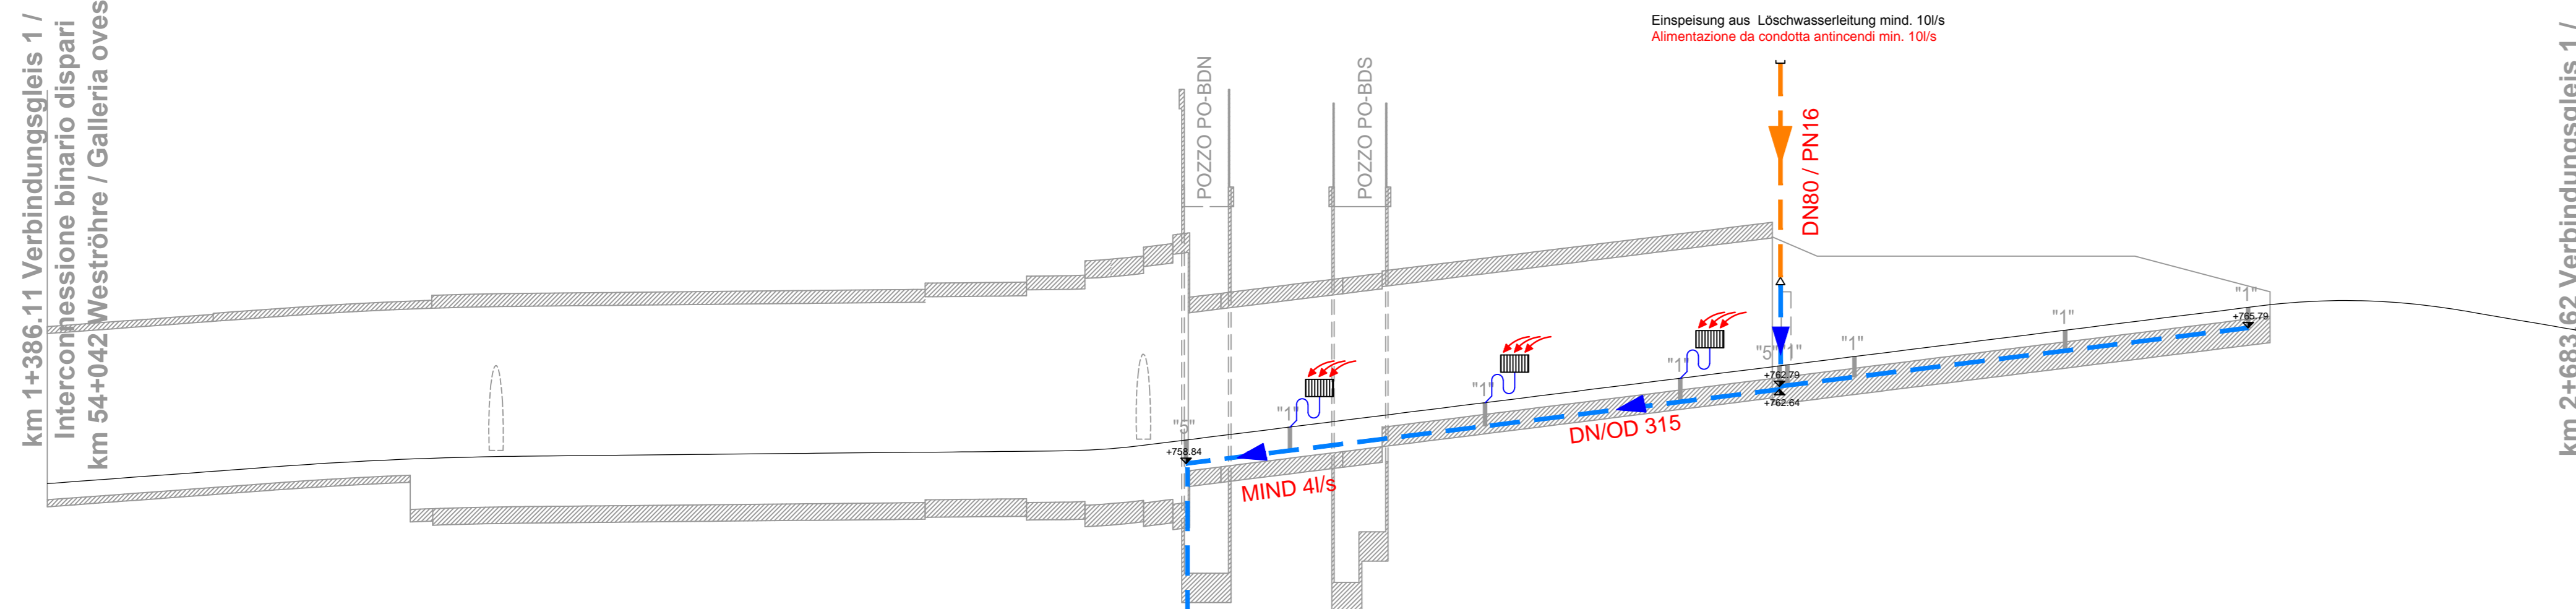 km 1+386.11 Verbindungsgleis 1 /
Interconnessione binario dispari
km 54+042 Weströhre / Galleria oves
POZZO PO-BDN
POZZO PO-BDS
Einspeisung aus Löschwasserleitung mind. 10l/s
Alimentazione da condotta antincendi min. 10l/s
DN80 / PN16
"5"
+758.84
"1"
MIND 4l/s
"1"
DN/OD 315
"1"
"5"
"1"
+762.79
+762.64
"1"
"1"
"1"
+765.79
km 2+683.62 Verbindungsgleis 1 /